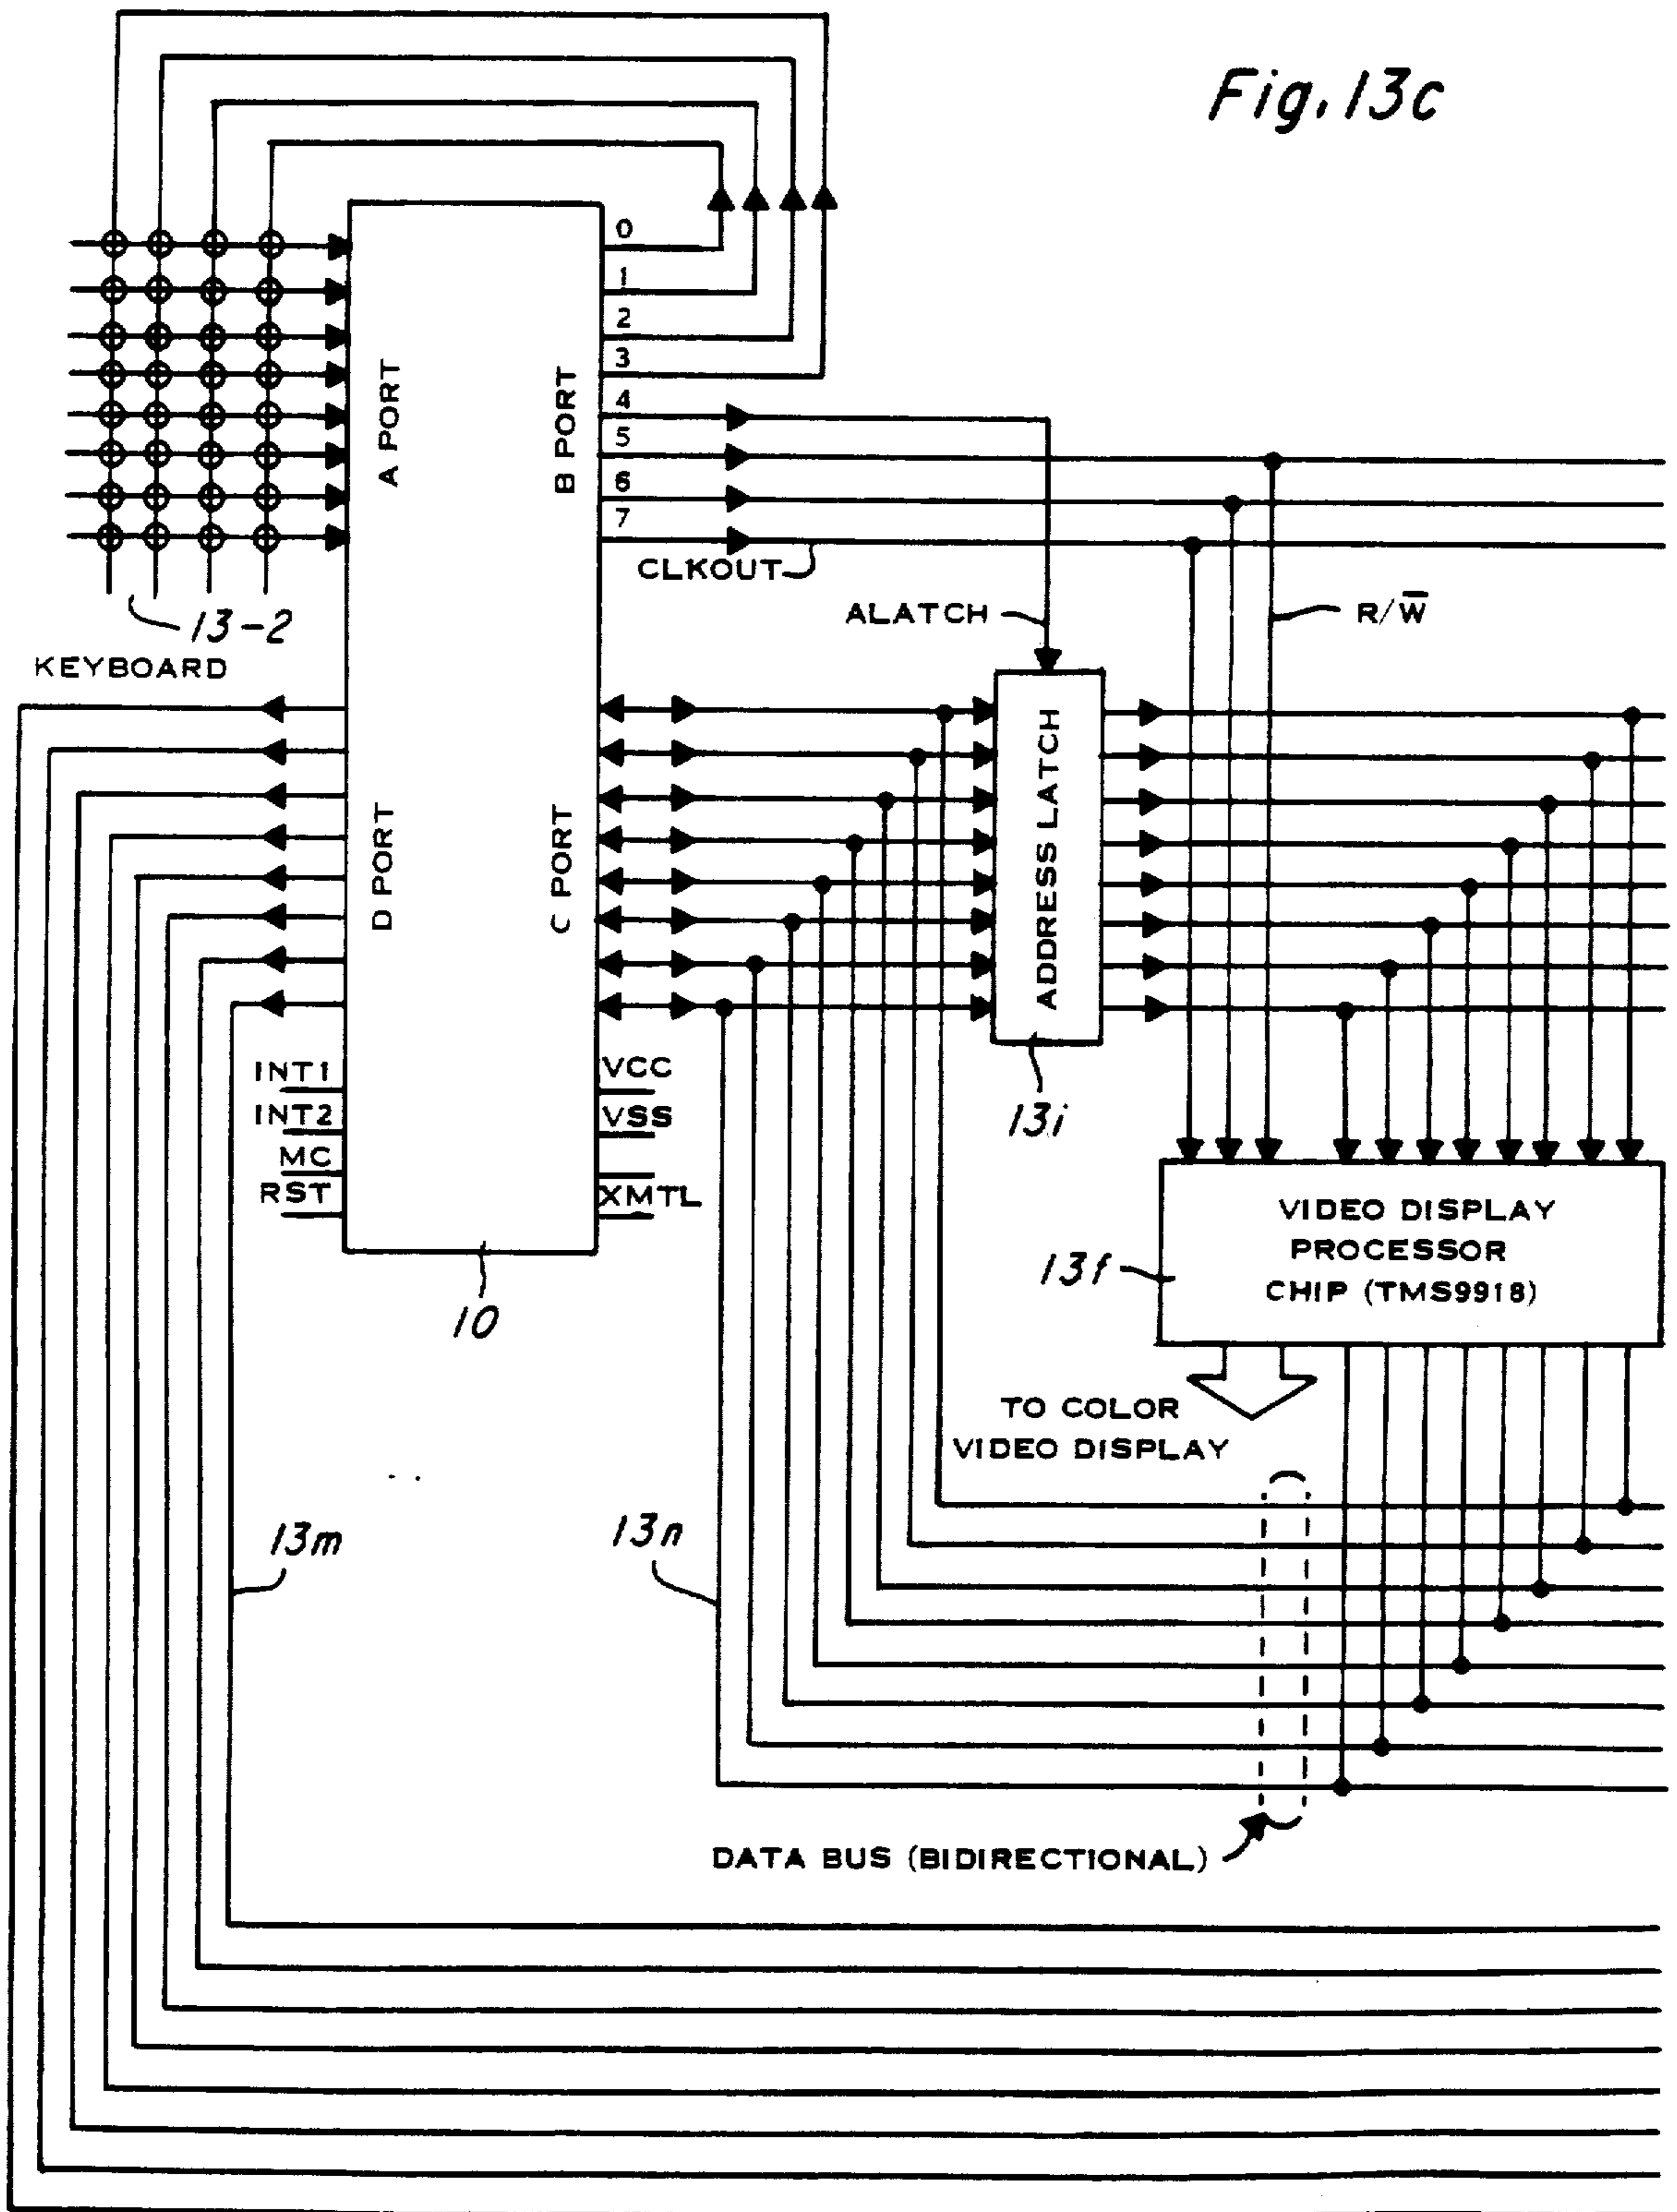 Fig. 13c
0
1
2
3
4
5
6
7
A PORT
B PORT
CLKOUT
ALATCH
R/W̅
13-2
KEYBOARD
D PORT
C PORT
ADDRESS LATCH
INT1
INT2
MC
RST
VCC
VSS
XMTL
13i
10
VIDEO DISPLAY
PROCESSOR
CHIP (TMS9918)
13f
TO COLOR
VIDEO DISPLAY
13m
13n
DATA BUS (BIDIRECTIONAL)